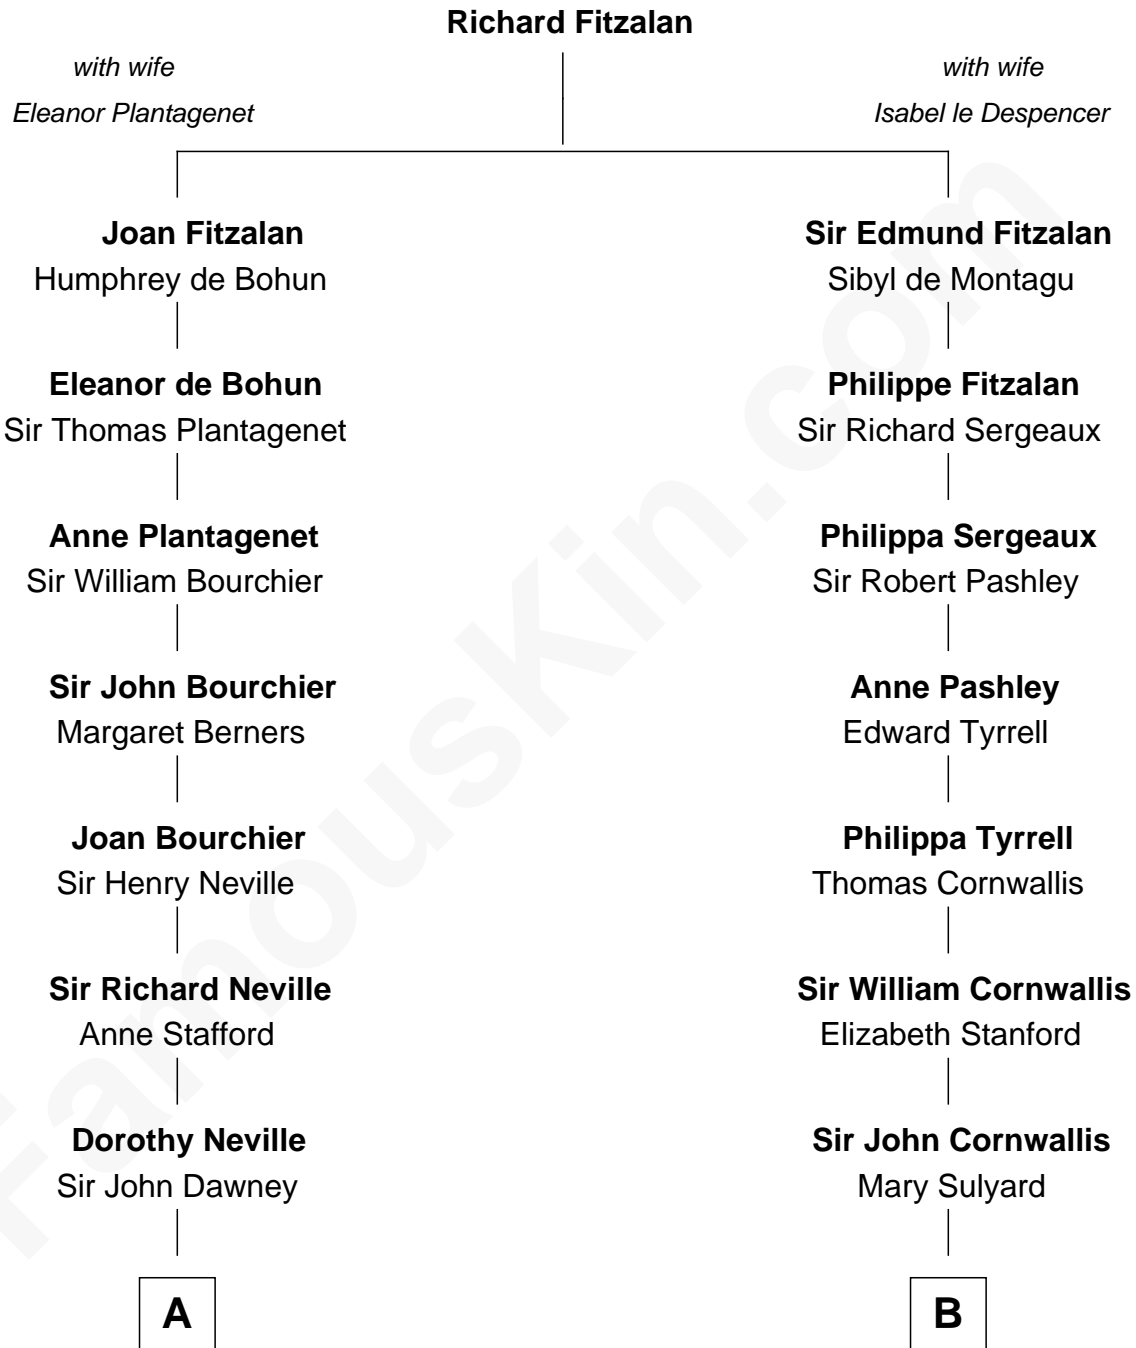 Richard Fitzalan
with wife
Eleanor Plantagenet
with wife
Isabel le Despencer
Joan Fitzalan
Humphrey de Bohun
Sir Edmund Fitzalan
Sibyl de Montagu
Eleanor de Bohun
Sir Thomas Plantagenet
Philippe Fitzalan
Sir Richard Sergeaux
Anne Plantagenet
Sir William Bourchier
Philippa Sergeaux
Sir Robert Pashley
Sir John Bourchier
Margaret Berners
Anne Pashley
Edward Tyrrell
Joan Bourchier
Sir Henry Neville
Philippa Tyrrell
Thomas Cornwallis
Sir Richard Neville
Anne Stafford
Sir William Cornwallis
Elizabeth Stanford
Dorothy Neville
Sir John Dawney
Sir John Cornwallis
Mary Sulyard
A
B
FamousKin.com